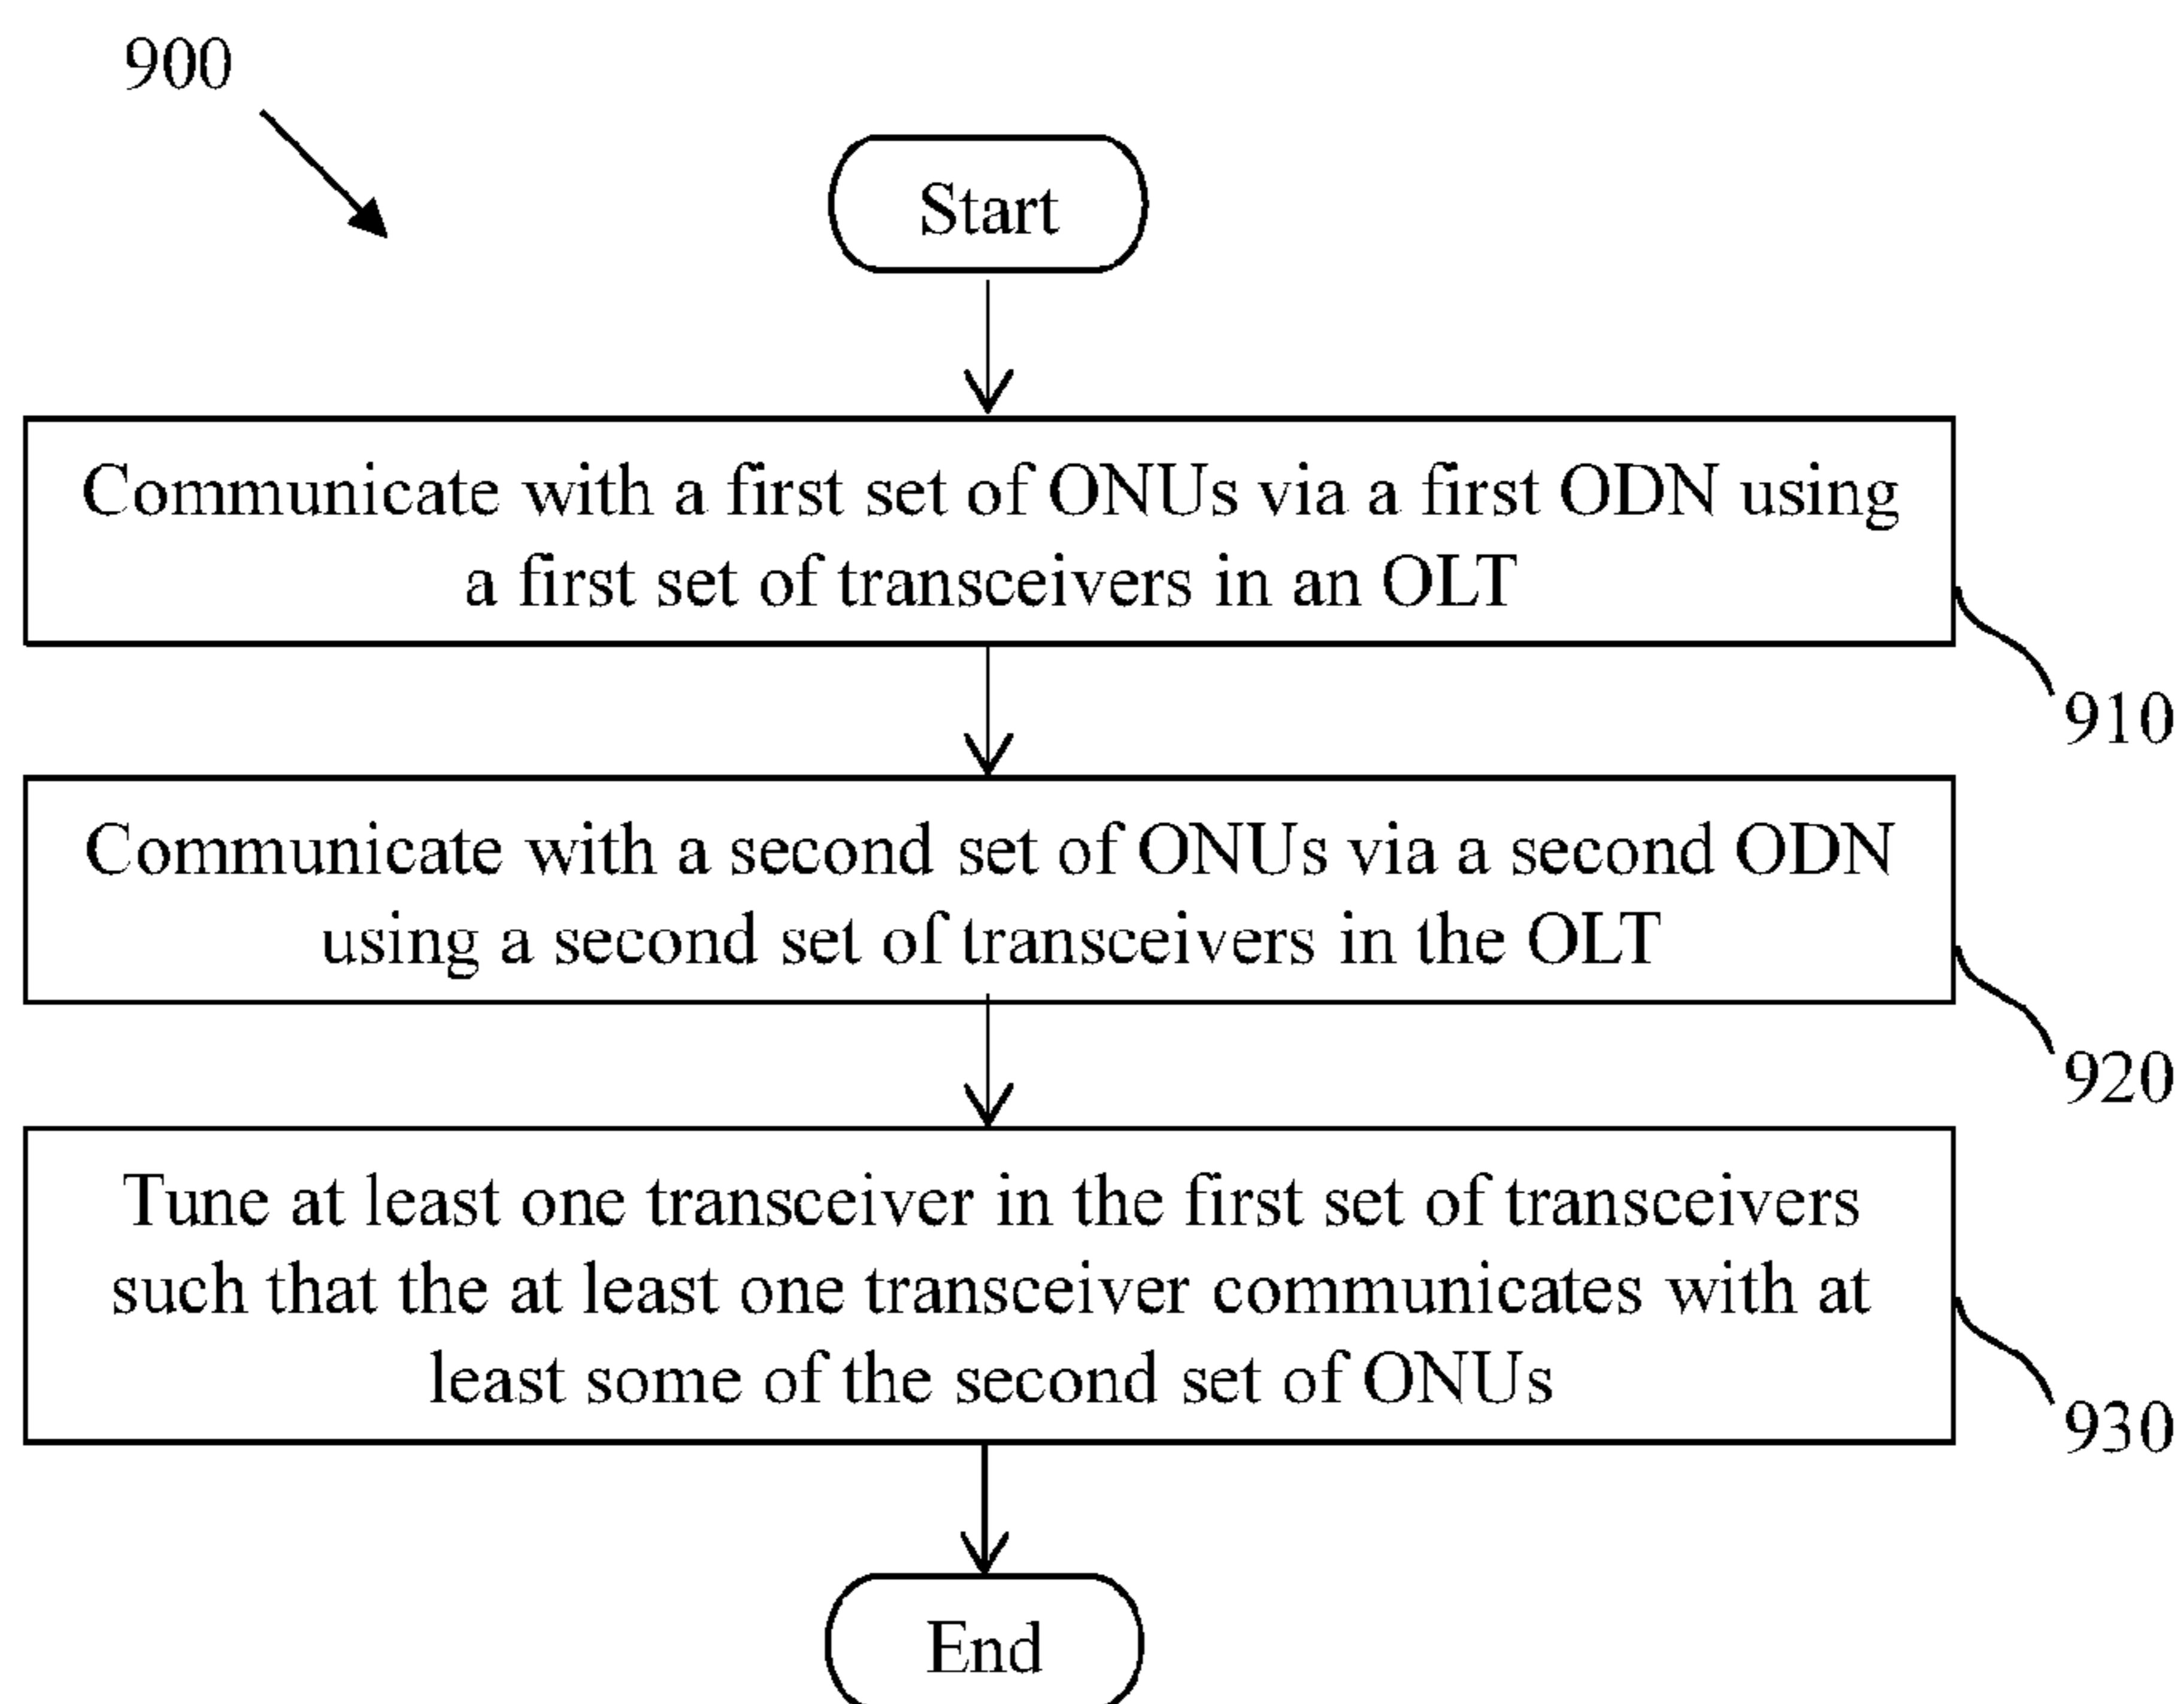 900
Start
Communicate with a first set of ONUs via a first ODN using
a first set of transceivers in an OLT
910
Communicate with a second set of ONUs via a second ODN
using a second set of transceivers in the OLT
920
Tune at least one transceiver in the first set of transceivers
such that the at least one transceiver communicates with at
least some of the second set of ONUs
930
End